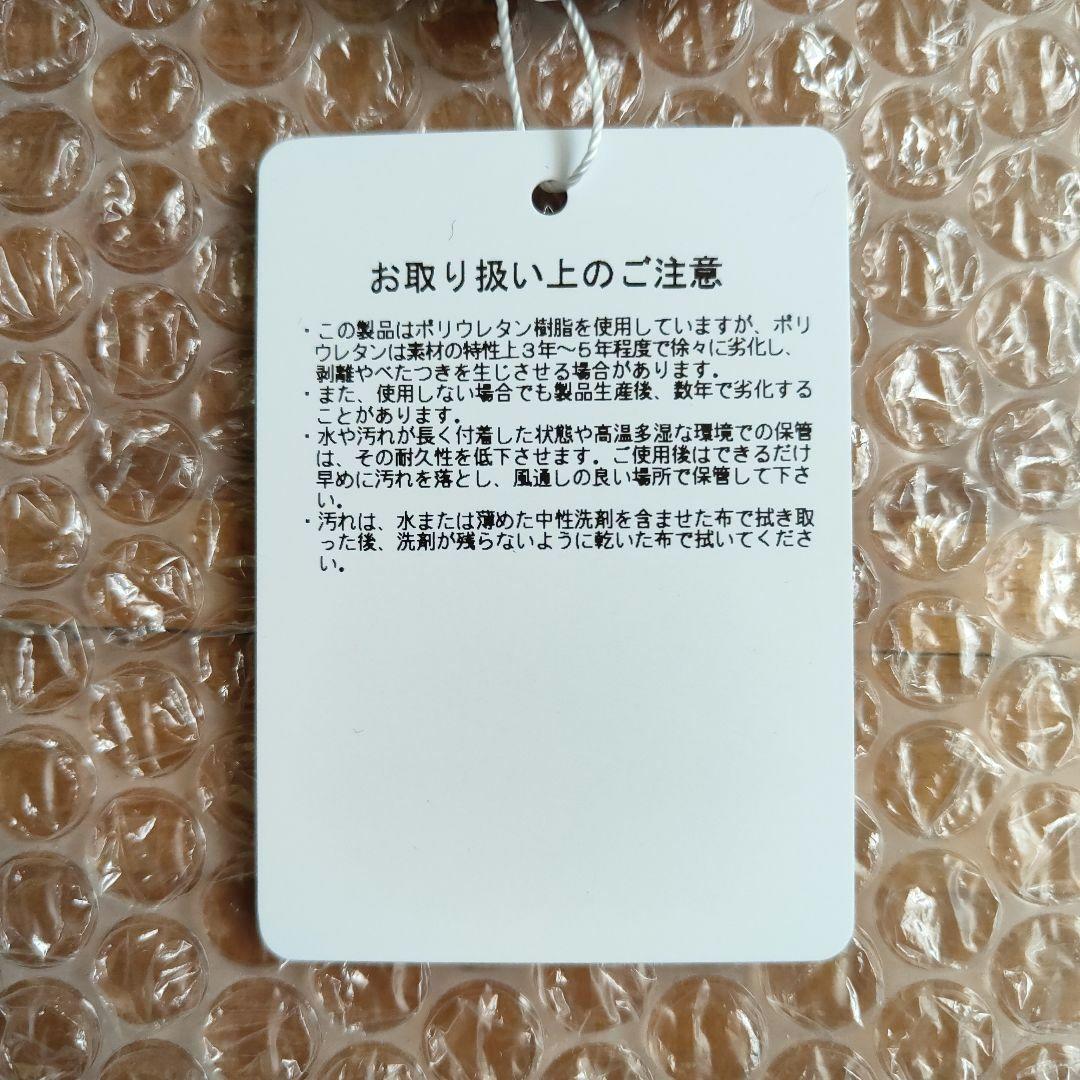 お取り扱い上のご注意
・この製品はポリウレタン樹脂を使用していますが、ポリ
ウレタンは素材の特性上３年～５年程度で徐々に劣化し、
剥離やべたつきを生じさせる場合があります。
・また、使用しない場合でも製品生産後、数年で劣化する
ことがあります。
・水や汚れが長く付着した状態や高温多湿な環境での保管
は、その耐久性を低下させます。ご使用後はできるだけ
早めに汚れを落とし、風通しの良い場所で保管して下さ
い。
・汚れは、水または薄めた中性洗剤を含ませた布で拭き取
った後、洗剤が残らないように乾いた布で拭いてくださ
い。